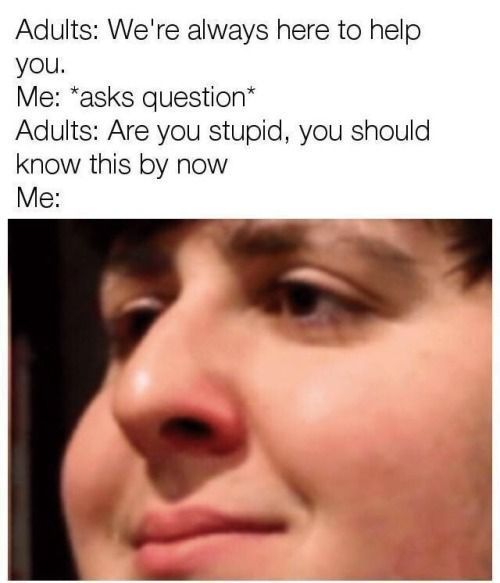 Adults: We're always here to help
you.
Me: *asks question*
Adults: Are you stupid, you should
know this by now
Me: